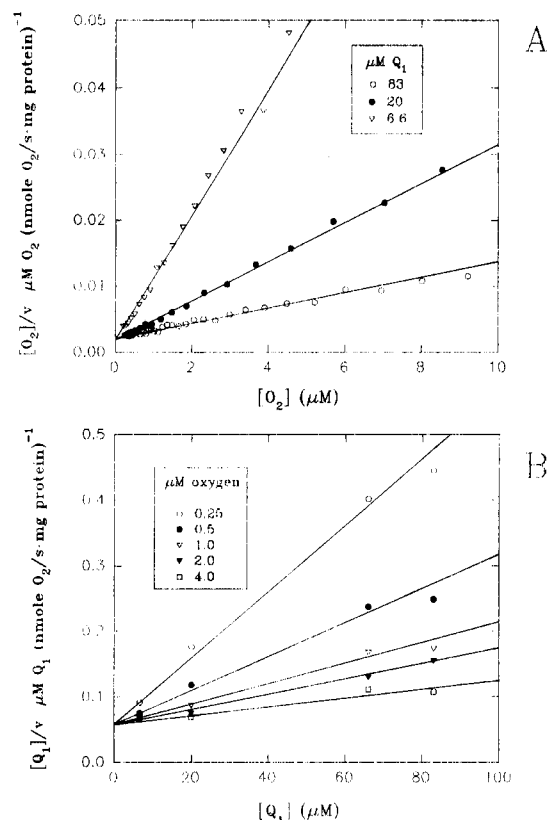 A
μM Q₁
83
20
6.6
0.05
0.04
0.03
0.02
0.01
0.00
[O₂]/v μM O₂ (nmole O₂/s·mg protein)⁻¹
0 2 4 6 8 10
[O₂] (μM)
B
μM oxygen
0.25
0.5
1.0
2.0
4.0
0.5
0.4
0.3
0.2
0.1
0.0
[Q₁]/v μM Q₁ (nmole O₂/s·mg protein)⁻¹
0 20 40 60 80 100
[Q₁] (μM)